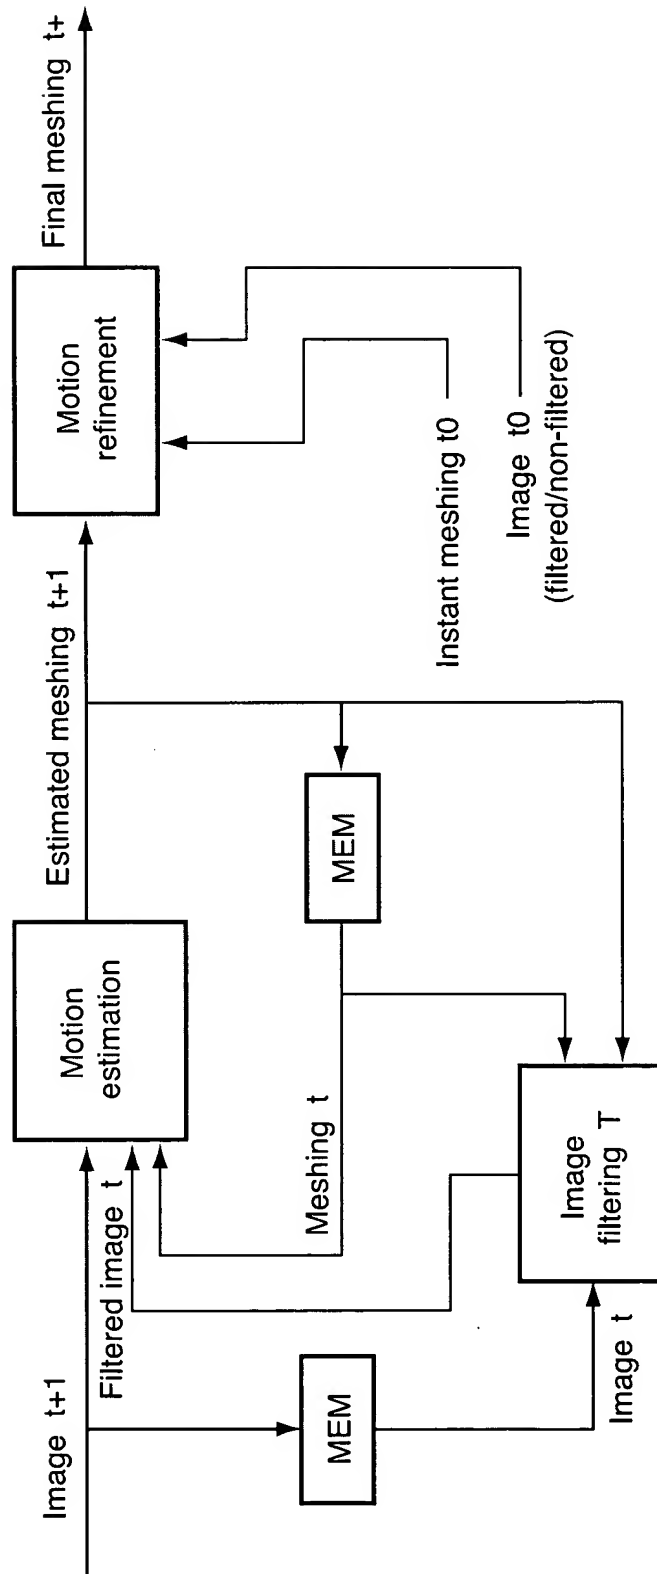 Image t+1
Filtered image t
Motion
estimation
Estimated meshing t+1
Motion
refinement
Final meshing t+
MEM
Meshing t
MEM
Instant meshing t0
Image t0
(filtered/non-filtered)
Image t
Image
filtering T